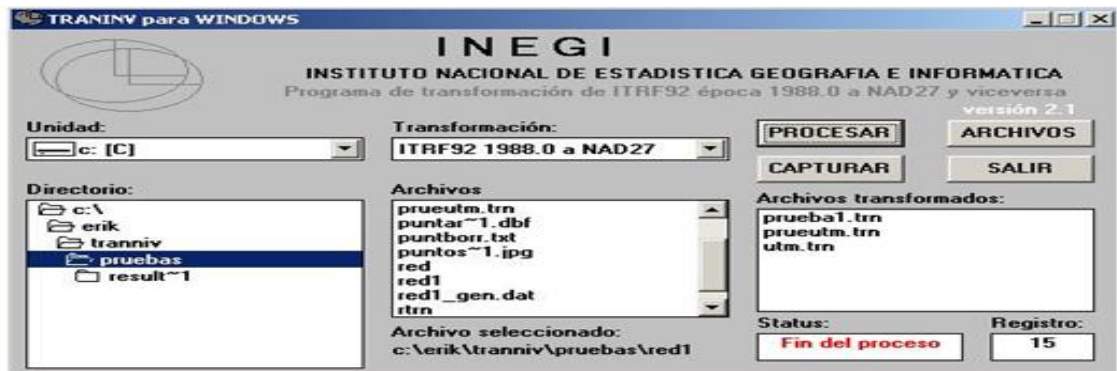 TRANINV para WINDOWS
INEGI
INSTITUTO NACIONAL DE ESTADISTICA GEOGRAFIA E INFORMATICA
Programa de transformación de ITRF92 época 1988.0 a NAD27 y viceversa
versión 2.1
Unidad:
c: [C]
Transformación:
ITRF92 1988.0 a NAD27
PROCESAR
ARCHIVOS
CAPTURAR
SALIR
Directorio:
c:\
erik
tranniv
pruebas
result~1
Archivos
prueutm.trn
puntar~1.dbf
puntborr.txt
puntos~1.jpg
red
red1
red1_gen.dat
rtrn
Archivo seleccionado:
c:\erik\tranniv\pruebas\red1
Archivos transformados:
prueba1.trn
prueutm.trn
utm.trn
Status:
Fin del proceso
Registro:
15